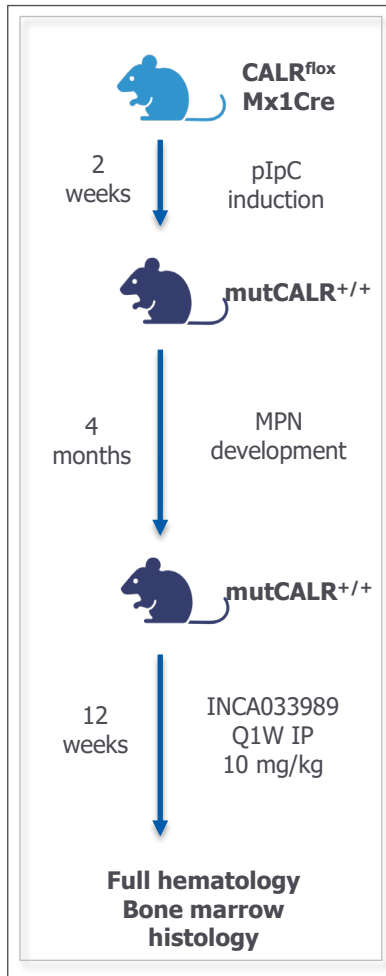 CALRflox
Mx1Cre
2
weeks
pIpC
induction
mutCALR+/+
4
months
MPN
development
mutCALR+/+
12
weeks
INCA033989
Q1W IP
10 mg/kg
Full hematology
Bone marrow
histology